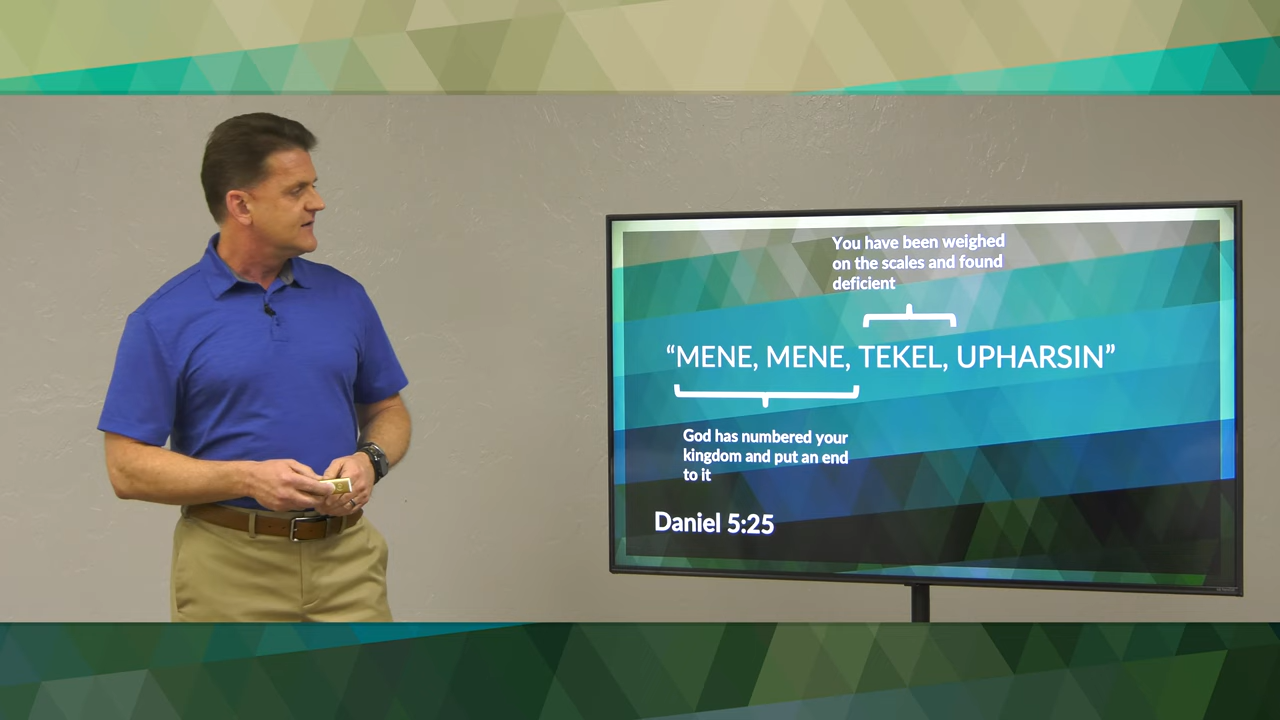 You have been weighed
on the scales and found
deficient
“MENE, MENE, TEKEL, UPHARSIN”
God has numbered your
kingdom and put an end
to it
Daniel 5:25